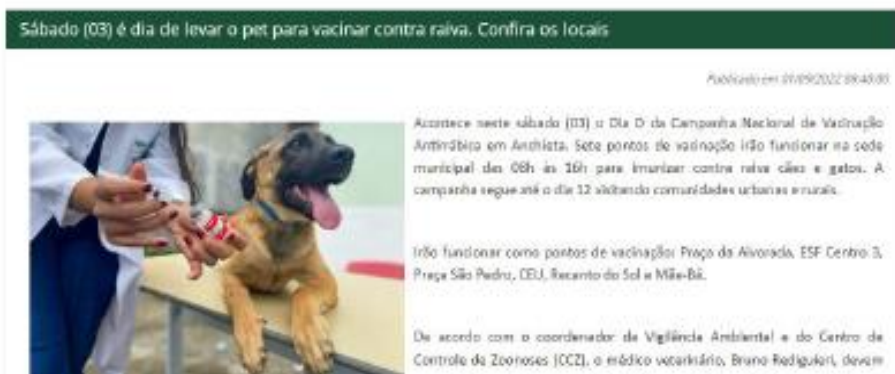 Sábado (03) é dia de levar o pet para vacinar contra raiva. Confira os locais
Publicado em 01/09/2022 09:40:00
Acontece neste sábado (03) o Dia D da Campanha Nacional de Vacinação
Antirrábica em Anchieta. Sete pontos de vacinação irão funcionar na sede
municipal das 08h às 16h para imunizar contra raiva cães e gatos. A
campanha segue até o dia 12 visitando comunidades urbanas e rurais.
Irão funcionar como pontos de vacinação: Praça da Alvorada, ESF Centro 3,
Praça São Pedro, CEU, Recanto do Sol e Mãe-Bá.
De acordo com o coordenador da Vigilância Ambiental e do Centro de
Controle de Zoonoses (CCZ), o médico veterinário, Bruno Rediguieri, devem